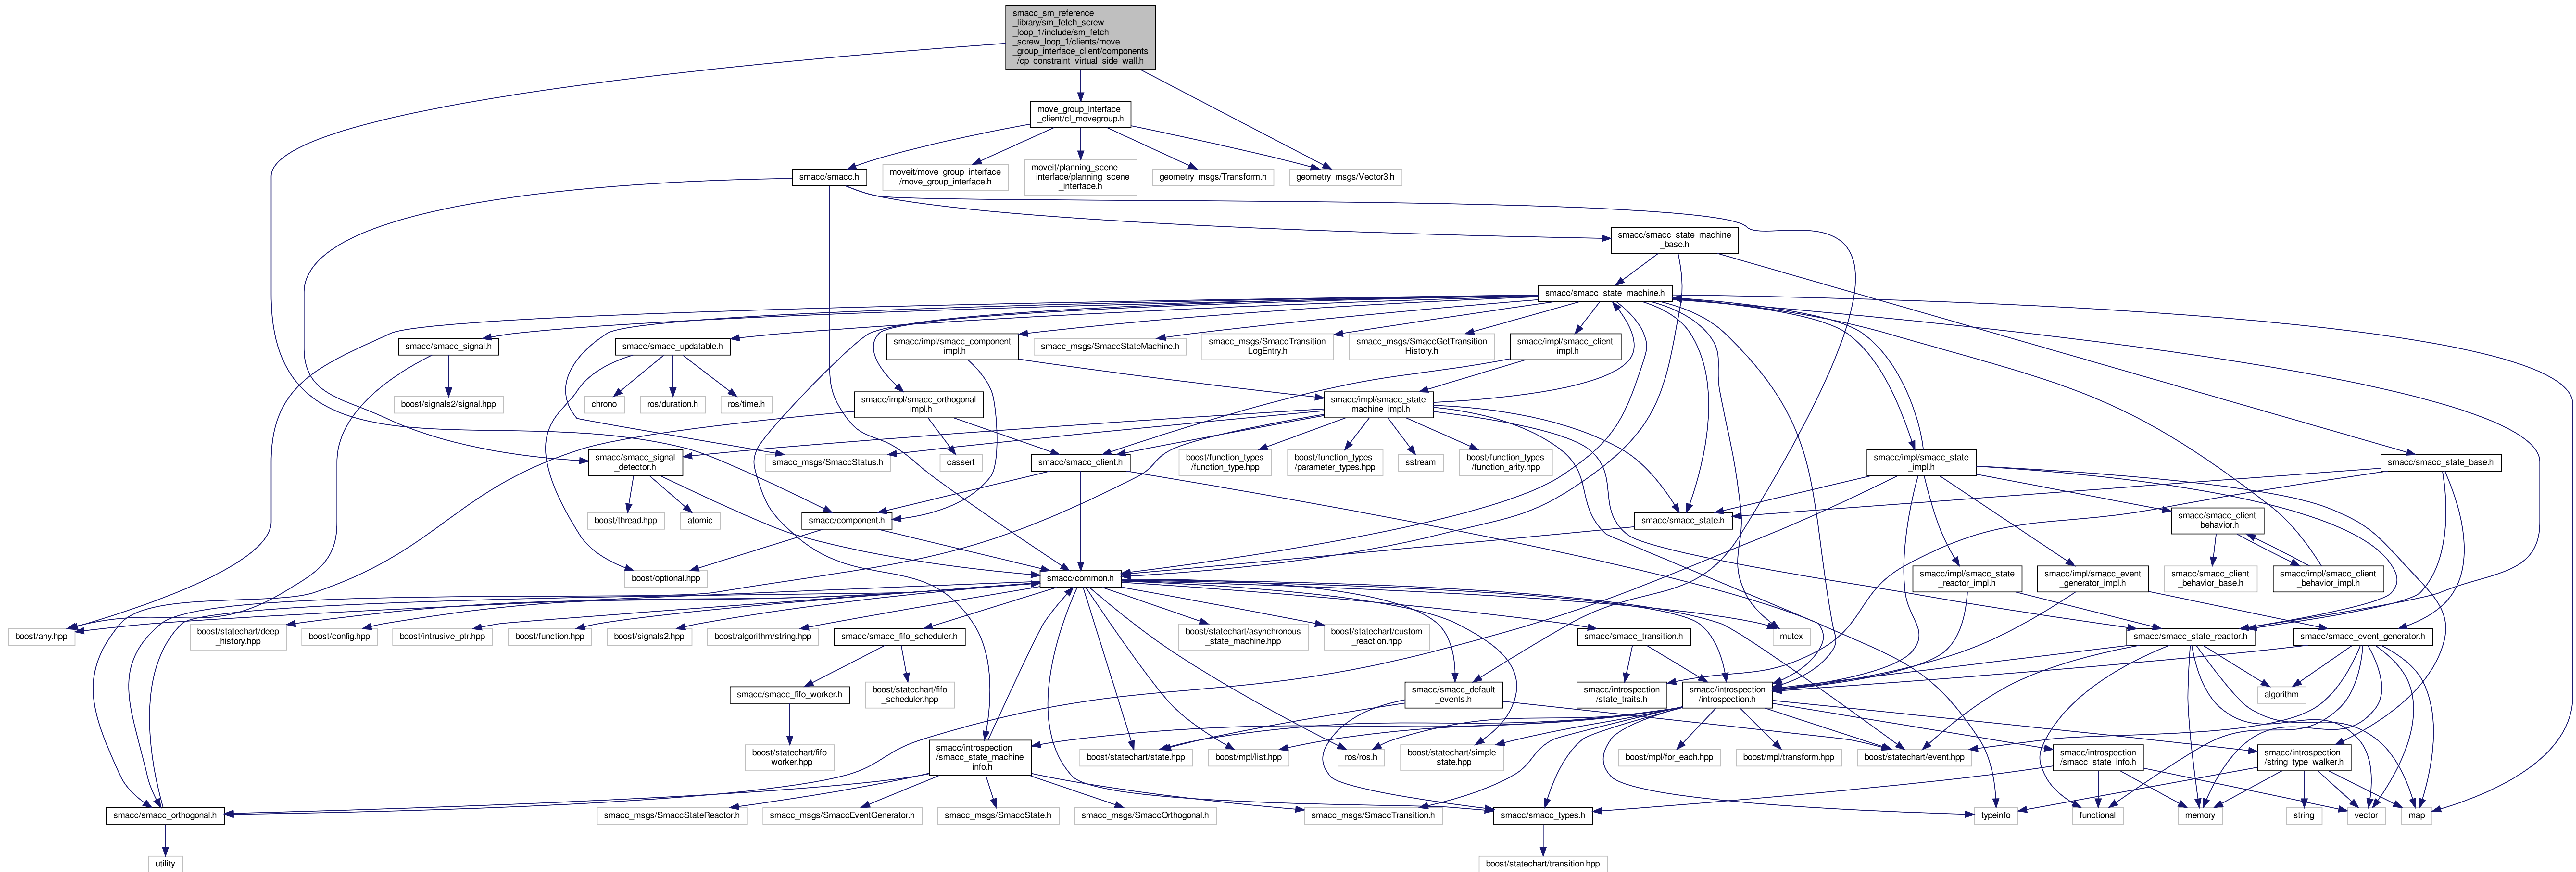 smacc_sm_reference
_library/sm_fetch_screw
_loop_1/include/sm_fetch
_screw_loop_1/clients/move
_group_interface_client/components
/cp_constraint_virtual_side_wall.h
move_group_interface
_client/cl_movegroup.h
smacc/smacc.h
moveit/move_group_interface
/move_group_interface.h
moveit/planning_scene
_interface/planning_scene
_interface.h
geometry_msgs/Transform.h
geometry_msgs/Vector3.h
smacc/smacc_state_machine
_base.h
smacc/smacc_state_machine.h
smacc/smacc_signal.h
smacc/smacc_updatable.h
smacc/impl/smacc_component
_impl.h
smacc_msgs/SmaccStateMachine.h
smacc_msgs/SmaccTransition
LogEntry.h
smacc_msgs/SmaccGetTransition
History.h
smacc/impl/smacc_client
_impl.h
boost/signals2/signal.hpp
chrono
ros/duration.h
ros/time.h
smacc/impl/smacc_orthogonal
_impl.h
smacc/impl/smacc_state
_machine_impl.h
smacc/smacc_signal
_detector.h
smacc_msgs/SmaccStatus.h
cassert
smacc/smacc_client.h
boost/function_types
/function_type.hpp
boost/function_types
/parameter_types.hpp
sstream
boost/function_types
/function_arity.hpp
smacc/impl/smacc_state
_impl.h
smacc/smacc_state_base.h
boost/thread.hpp
atomic
smacc/component.h
smacc/smacc_state.h
smacc/smacc_client
_behavior.h
boost/optional.hpp
smacc/common.h
smacc/impl/smacc_state
_reactor_impl.h
smacc/impl/smacc_event
_generator_impl.h
smacc/smacc_client
_behavior_base.h
smacc/impl/smacc_client
_behavior_impl.h
boost/any.hpp
boost/statechart/deep
_history.hpp
boost/config.hpp
boost/intrusive_ptr.hpp
boost/function.hpp
boost/signals2.hpp
boost/algorithm/string.hpp
smacc/smacc_fifo_scheduler.h
boost/statechart/asynchronous
_state_machine.hpp
boost/statechart/custom
_reaction.hpp
smacc/smacc_transition.h
mutex
smacc/smacc_state_reactor.h
smacc/smacc_event_generator.h
smacc/smacc_fifo_worker.h
boost/statechart/fifo
_scheduler.hpp
smacc/smacc_default
_events.h
smacc/introspection
/state_traits.h
smacc/introspection
/introspection.h
algorithm
boost/statechart/fifo
_worker.hpp
smacc/introspection
/smacc_state_machine
_info.h
boost/statechart/state.hpp
boost/mpl/list.hpp
ros/ros.h
boost/statechart/simple
_state.hpp
boost/mpl/for_each.hpp
boost/mpl/transform.hpp
boost/statechart/event.hpp
smacc/introspection
/smacc_state_info.h
smacc/introspection
/string_type_walker.h
smacc/smacc_orthogonal.h
smacc_msgs/SmaccStateReactor.h
smacc_msgs/SmaccEventGenerator.h
smacc_msgs/SmaccState.h
smacc_msgs/SmaccOrthogonal.h
smacc_msgs/SmaccTransition.h
smacc/smacc_types.h
typeinfo
functional
memory
string
vector
map
utility
boost/statechart/transition.hpp